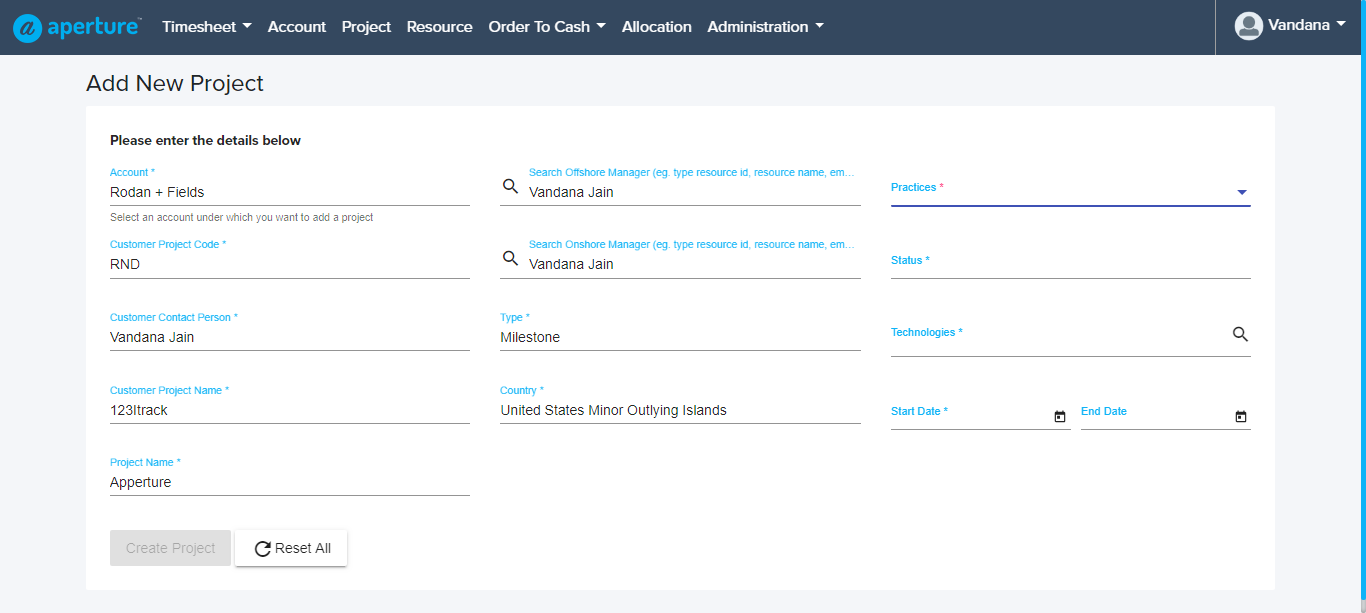 aperture™
Timesheet Account Project Resource Order To Cash Allocation Administration Vandana
Add New Project
Please enter the details below
Account *
Rodan + Fields
Select an account under which you want to add a project
Search Offshore Manager (eg. type resource id, resource name, em...
Vandana Jain
Practices *
Customer Project Code *
RND
Search Onshore Manager (eg. type resource id, resource name, em...
Vandana Jain
Status *
Customer Contact Person *
Vandana Jain
Type *
Milestone
Technologies *
Customer Project Name *
123Itrack
Country *
United States Minor Outlying Islands
Start Date *
End Date
Project Name *
Apperture
Create Project
Reset All